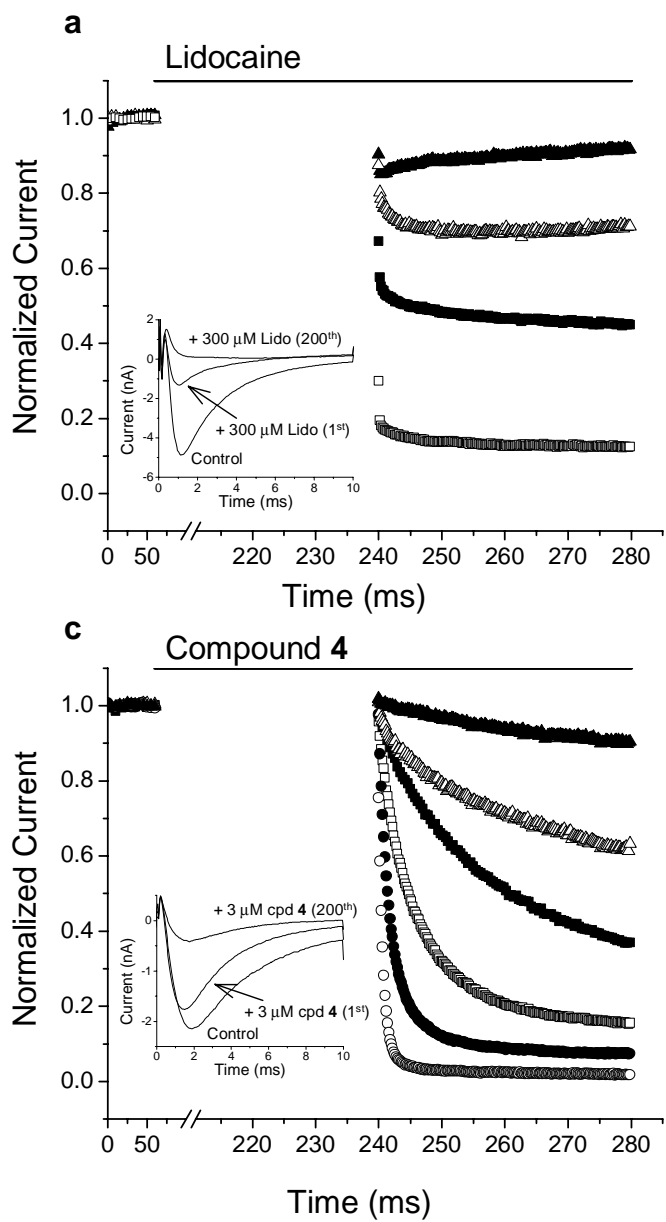 a
Lidocaine
Normalized Current
1.0
0.8
0.6
0.4
0.2
0.0
Current (nA)
2
0
-2
-4
-6
+ 300 μM Lido (200th)
+ 300 μM Lido (1st)
Control
0 2 4 6 8 10
Time (ms)
0 50 220 230 240 250 260 270 280
Time (ms)
c
Compound 4
Normalized Current
1.0
0.8
0.6
0.4
0.2
0.0
Current (nA)
0
-1
-2
+ 3 μM cpd 4 (200th)
+ 3 μM cpd 4 (1st)
Control
0 2 4 6 8 10
Time (ms)
0 50 220 230 240 250 260 270 280
Time (ms)